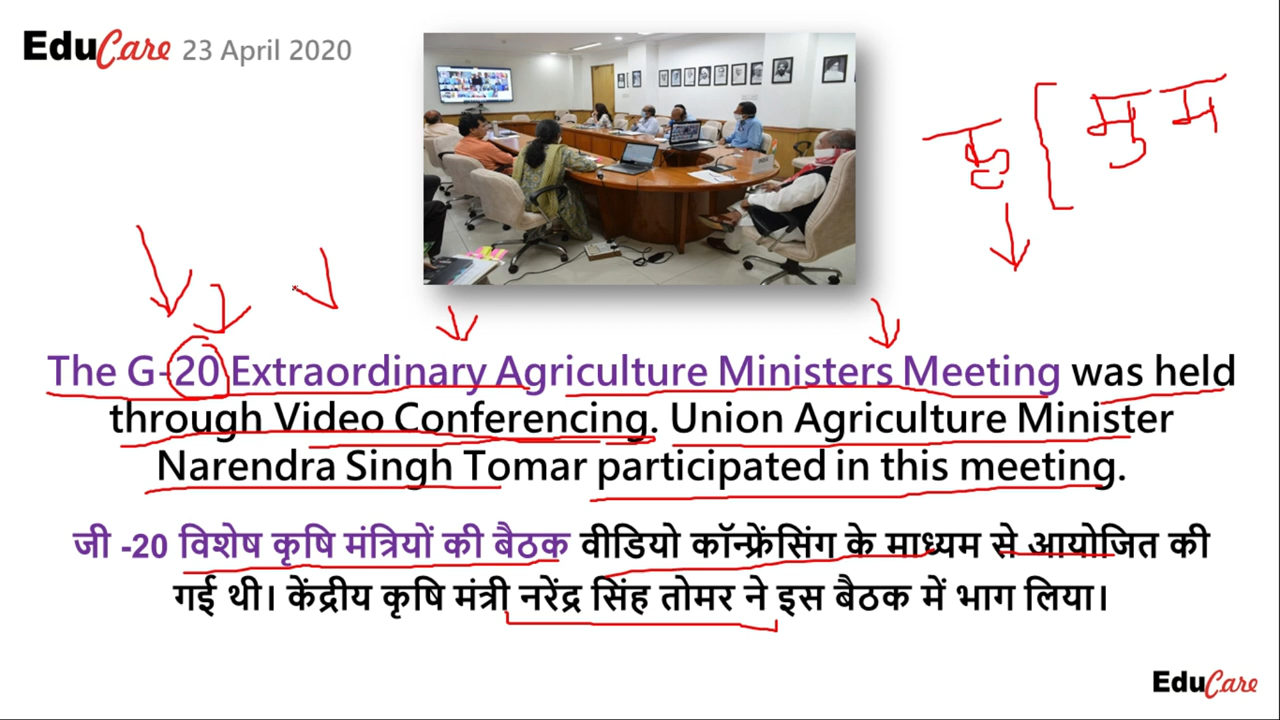 EduCare 23 April 2020
The G-20 Extraordinary Agriculture Ministers Meeting was held
through Video Conferencing. Union Agriculture Minister
Narendra Singh Tomar participated in this meeting.
जी -20 विशेष कृषि मंत्रियों की बैठक वीडियो कॉन्फ्रेंसिंग के माध्यम से आयोजित की
गई थी। केंद्रीय कृषि मंत्री नरेंद्र सिंह तोमर ने इस बैठक में भाग लिया।
EduCare